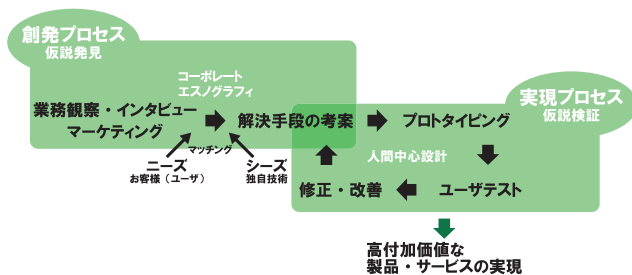 創発プロセス
仮説発見
コーポレート
エスノグラフィ
業務観察・インタビュー
マーケティング
解決手段の考案
プロトタイピング
実現プロセス
仮説検証
マッチング
ニーズ
お客様（ユーザ）
シーズ
独自技術
人間中心設計
修正・改善
ユーザテスト
高付加価値な
製品・サービスの実現